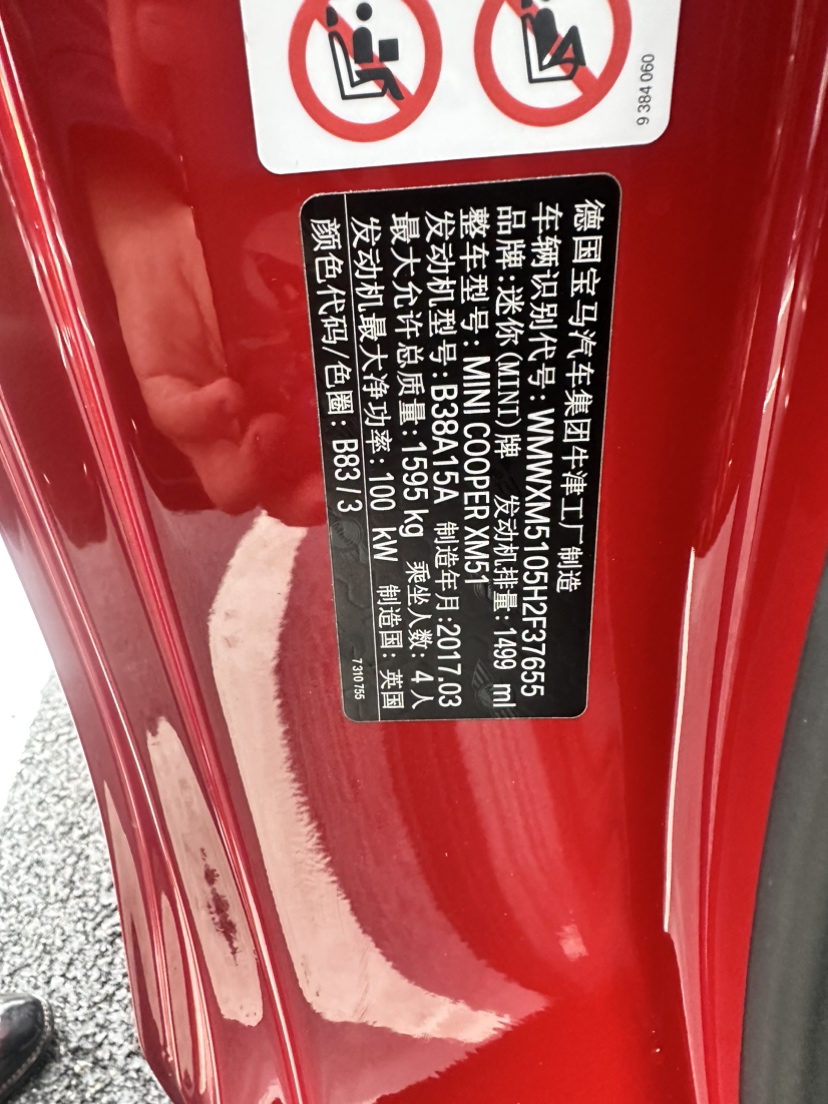 9 384 060
德国宝马汽车集团牛津工厂制造
车辆识别代号: WMWXM5105H2F37655
品牌:迷你(MINI)牌 发动机排量:1499 ml
整车型号: MINI COOPER XM51
发动机型号:B38A15A 制造年月:2017.03
最大允许总质量:1595 kg 乘坐人数: 4人
发动机最大净功率:100 kW 制造国:英国
颜色代码/色圈: B83/3
7 310 755